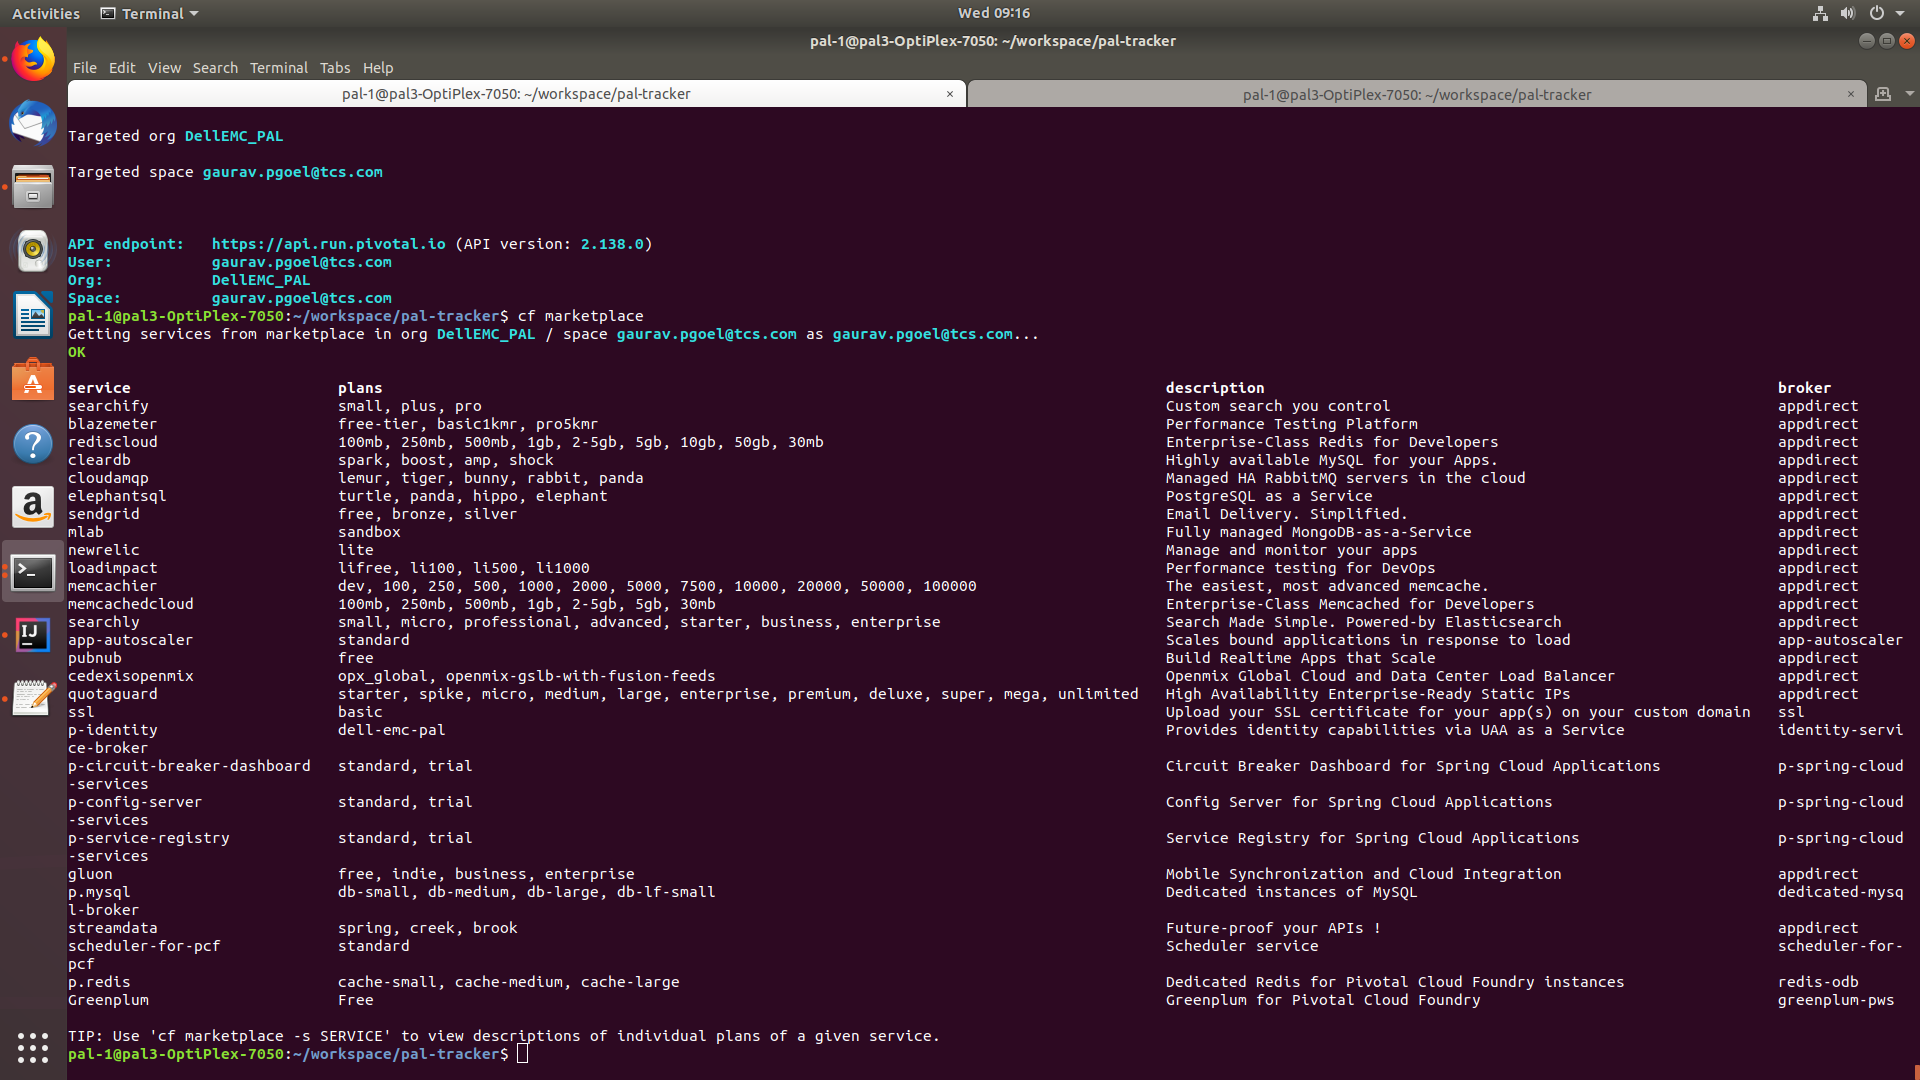 Activities Terminal Wed 09:16
pal-1@pal3-OptiPlex-7050: ~/workspace/pal-tracker
File Edit View Search Terminal Tabs Help
pal-1@pal3-OptiPlex-7050: ~/workspace/pal-tracker × pal-1@pal3-OptiPlex-7050: ~/workspace/pal-tracker ×
Targeted org DellEMC_PAL
Targeted space gaurav.pgoel@tcs.com
API endpoint: https://api.run.pivotal.io (API version: 2.138.0)
User: gaurav.pgoel@tcs.com
Org: DellEMC_PAL
Space: gaurav.pgoel@tcs.com
pal-1@pal3-OptiPlex-7050:~/workspace/pal-tracker$ cf marketplace
Getting services from marketplace in org DellEMC_PAL / space gaurav.pgoel@tcs.com as gaurav.pgoel@tcs.com...
OK
service plans description broker
searchify small, plus, pro Custom search you control appdirect
blazemeter free-tier, basic1kmr, pro5kmr Performance Testing Platform appdirect
rediscloud 100mb, 250mb, 500mb, 1gb, 2-5gb, 5gb, 10gb, 50gb, 30mb Enterprise-Class Redis for Developers appdirect
cleardb spark, boost, amp, shock Highly available MySQL for your Apps. appdirect
cloudamqp lemur, tiger, bunny, rabbit, panda Managed HA RabbitMQ servers in the cloud appdirect
elephantsql turtle, panda, hippo, elephant PostgreSQL as a Service appdirect
sendgrid free, bronze, silver Email Delivery. Simplified. appdirect
mlab sandbox Fully managed MongoDB-as-a-Service appdirect
newrelic lite Manage and monitor your apps appdirect
loadimpact lifree, li100, li500, li1000 Performance testing for DevOps appdirect
memcachier dev, 100, 250, 500, 1000, 2000, 5000, 7500, 10000, 20000, 50000, 100000 The easiest, most advanced memcache. appdirect
memcachedcloud 100mb, 250mb, 500mb, 1gb, 2-5gb, 5gb, 30mb Enterprise-Class Memcached for Developers appdirect
searchly small, micro, professional, advanced, starter, business, enterprise Search Made Simple. Powered-by Elasticsearch appdirect
app-autoscaler standard Scales bound applications in response to load app-autoscaler
pubnub free Build Realtime Apps that Scale appdirect
cedexisopenmix opx_global, openmix-gslb-with-fusion-feeds Openmix Global Cloud and Data Center Load Balancer appdirect
quotaguard starter, spike, micro, medium, large, enterprise, premium, deluxe, super, mega, unlimited High Availability Enterprise-Ready Static IPs appdirect
ssl basic Upload your SSL certificate for your app(s) on your custom domain ssl
p-identity dell-emc-pal Provides identity capabilities via UAA as a Service identity-servi
ce-broker
p-circuit-breaker-dashboard standard, trial Circuit Breaker Dashboard for Spring Cloud Applications p-spring-cloud
-services
p-config-server standard, trial Config Server for Spring Cloud Applications p-spring-cloud
-services
p-service-registry standard, trial Service Registry for Spring Cloud Applications p-spring-cloud
-services
gluon free, indie, business, enterprise Mobile Synchronization and Cloud Integration appdirect
p.mysql db-small, db-medium, db-large, db-lf-small Dedicated instances of MySQL dedicated-mysq
l-broker
streamdata spring, creek, brook Future-proof your APIs ! appdirect
scheduler-for-pcf standard Scheduler service scheduler-for-
pcf
p.redis cache-small, cache-medium, cache-large Dedicated Redis for Pivotal Cloud Foundry instances redis-odb
Greenplum Free Greenplum for Pivotal Cloud Foundry greenplum-pws
TIP: Use 'cf marketplace -s SERVICE' to view descriptions of individual plans of a given service.
pal-1@pal3-OptiPlex-7050:~/workspace/pal-tracker$